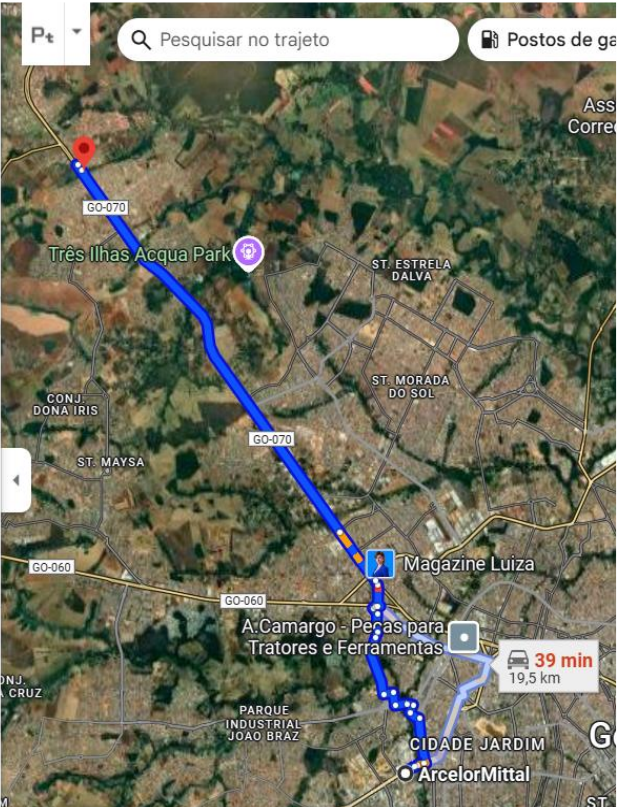 Pt
Pesquisar no trajeto
Postos de ga
Ass
Corre
GO-070
Três Ilhas Acqua Park
ST. ESTRELA
DALVA
ST. MORADA
DO SOL
CONJ.
DONA IRIS
GO-070
ST. MAYSA
Magazine Luiza
GO-060
GO-060
A.Camargo - Peças para
Tratores e Ferramentas
39 min
19,5 km
ONJ.
A CRUZ
PARQUE
INDUSTRIAL
JOAO BRAZ
G
CIDADE JARDIM
ArcelorMittal
ST.
M